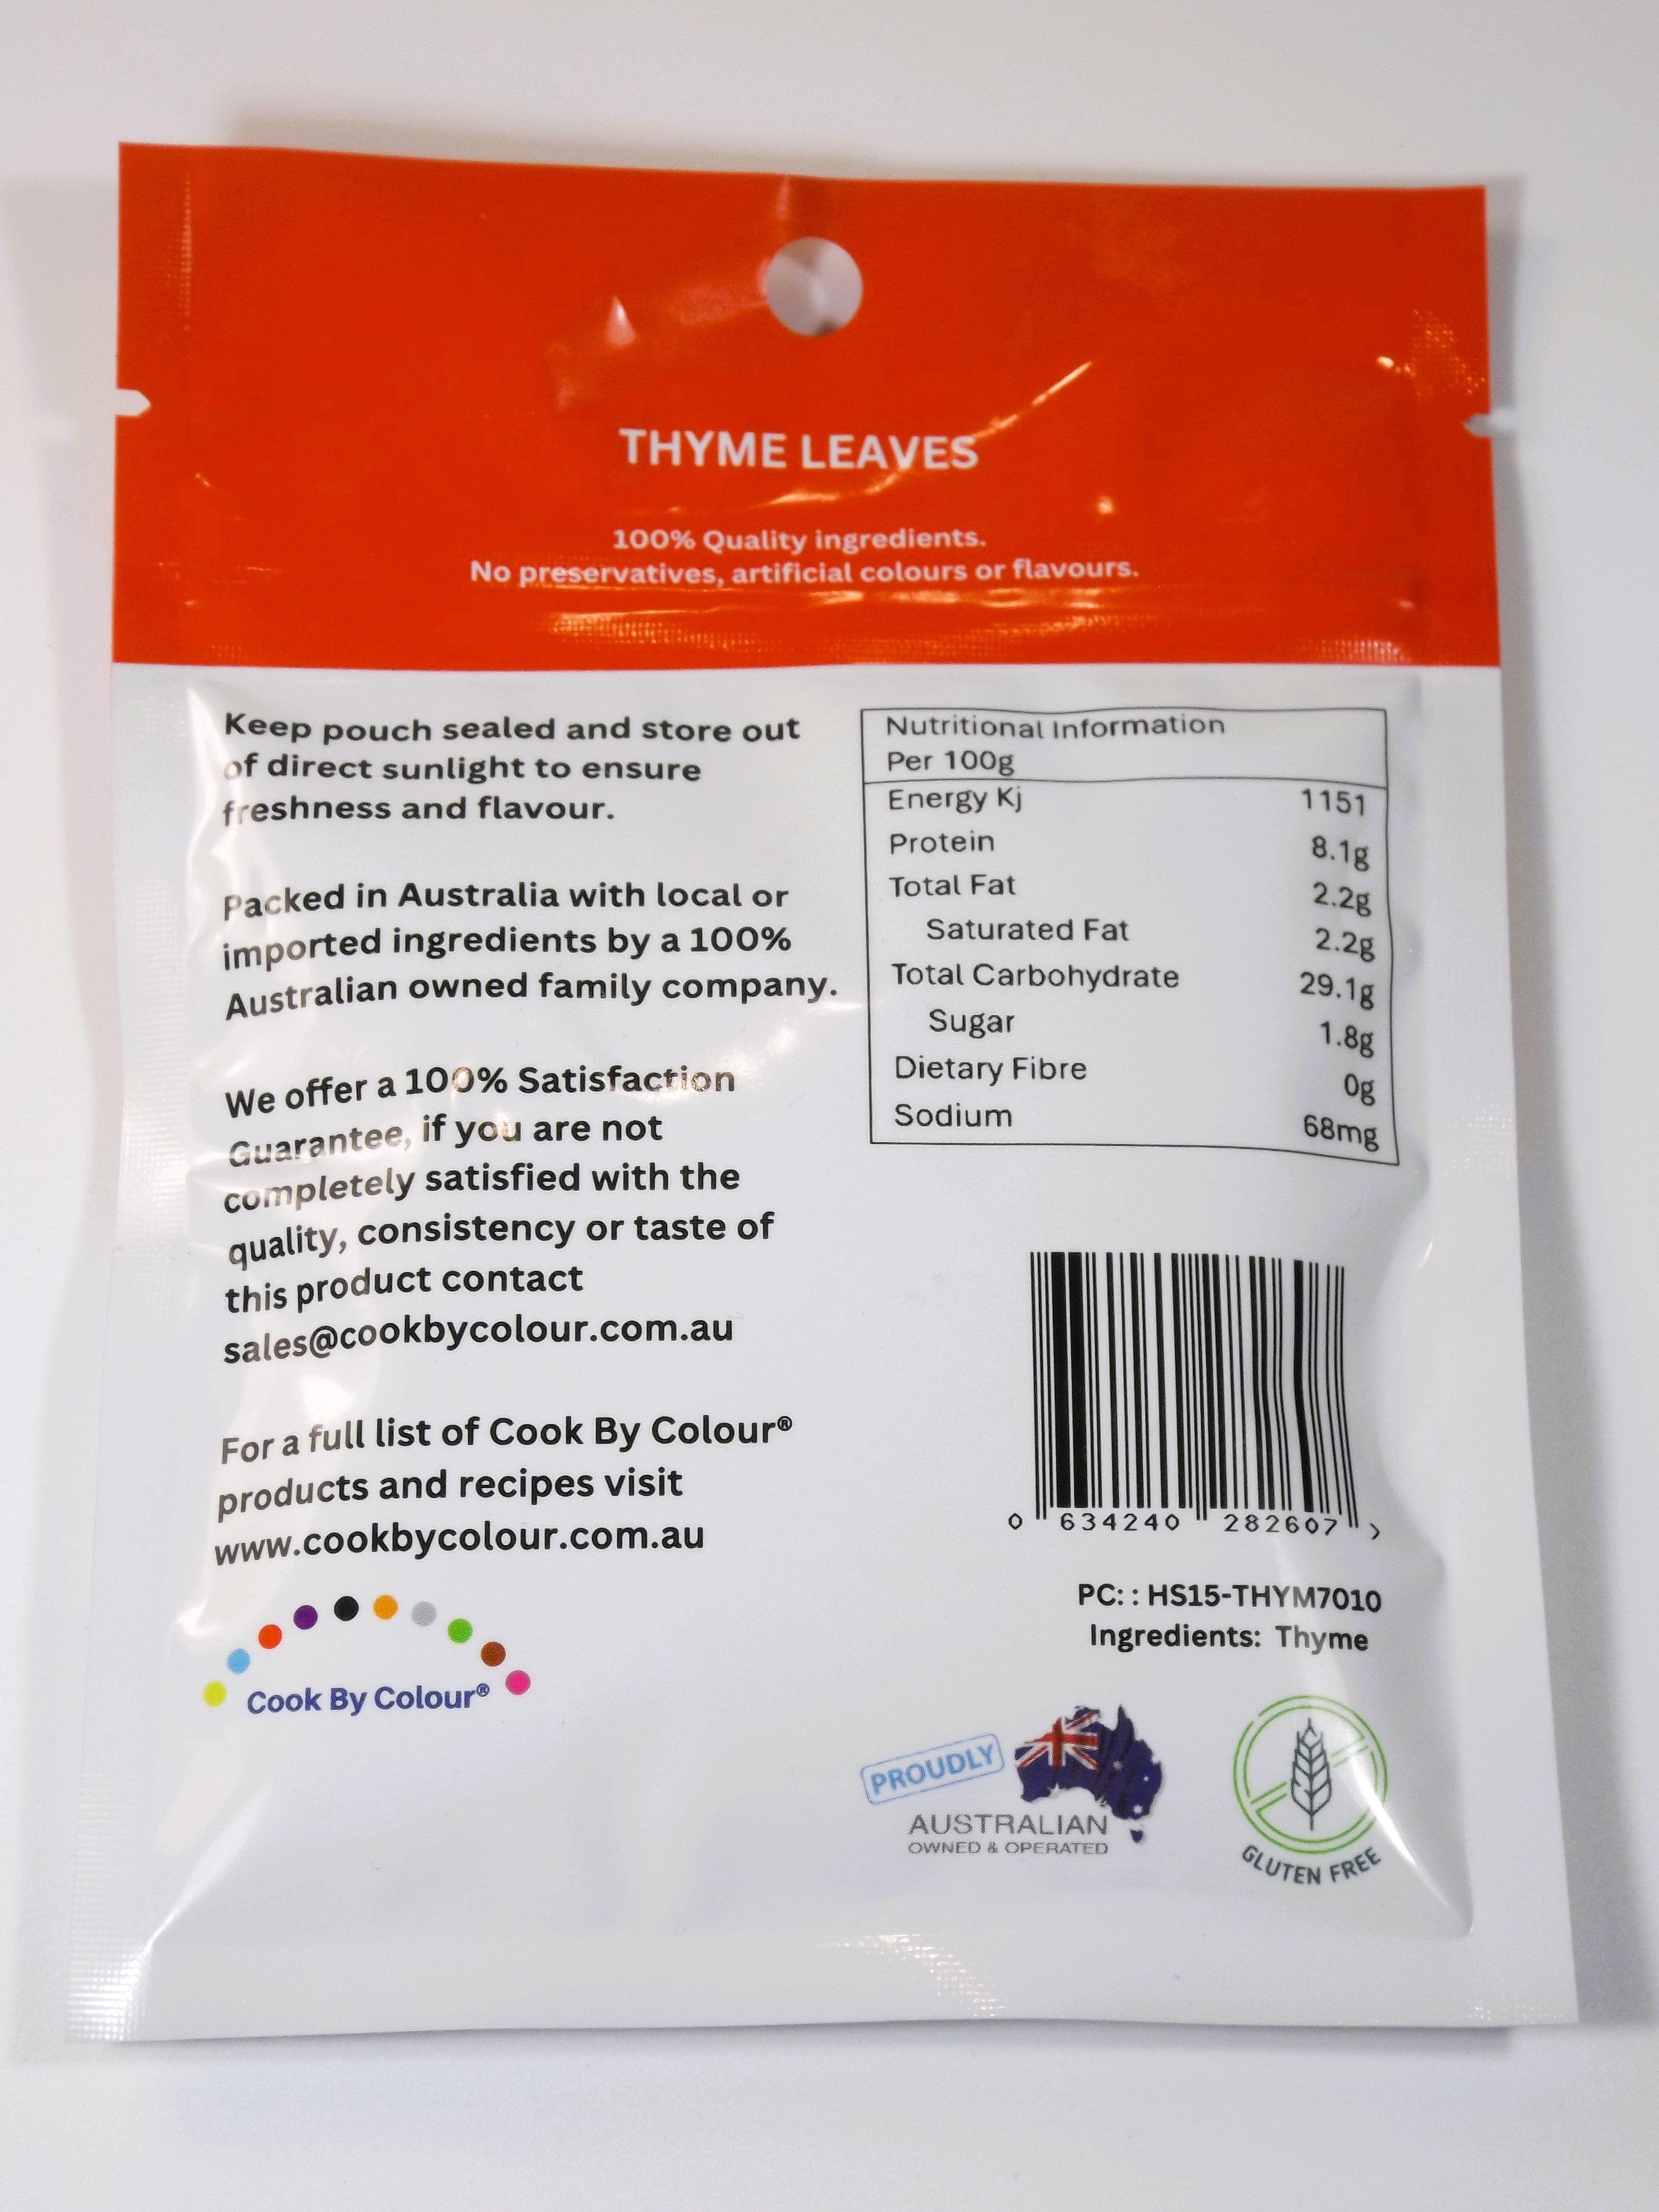 THYME LEAVES
100% Quality ingredients.
No preservatives, artificial colours or flavours.
Keep pouch sealed and store out
of direct sunlight to ensure
freshness and flavour.
Packed in Australia with local or
imported ingredients by a 100%
Australian owned family company.
We offer a 100% Satisfaction
Guarantee, if you are not
completely satisfied with the
quality, consistency or taste of
this product contact
sales@cookbycolour.com.au
For a full list of Cook By Colour®
products and recipes visit
www.cookbycolour.com.au
Cook By Colour®
Nutritional Information
Per 100g
Energy Kj 1151
Protein 8.1g
Total Fat 2.2g
Saturated Fat 2.2g
Total Carbohydrate 29.1g
Sugar 1.8g
Dietary Fibre 0g
Sodium 68mg
0 634240 282607 >
PC: : HS15-THYM7010
Ingredients: Thyme
PROUDLY
AUSTRALIAN
OWNED & OPERATED
GLUTEN FREE